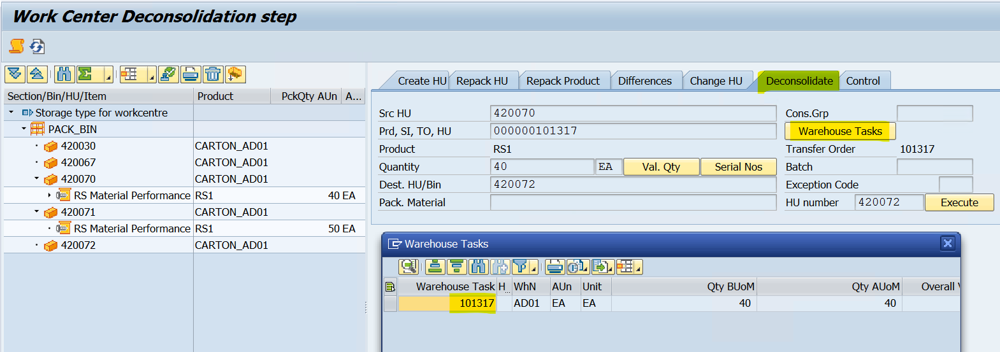 Work Center Deconsolidation step
Section/Bin/HU/Item Product PckQty AUn A...
Storage type for workcentre
PACK_BIN
420030 CARTON_AD01
420067 CARTON_AD01
420070 CARTON_AD01
RS Material Performance RS1 40 EA
420071 CARTON_AD01
RS Material Performance RS1 50 EA
420072 CARTON_AD01
Create HU Repack HU Repack Product Differences Change HU Deconsolidate Control
Src HU 420070 Cons.Grp
Prd, SI, TO, HU 000000101317 Warehouse Tasks
Product RS1 Transfer Order 101317
Quantity 40 EA Val. Qty Serial Nos Batch
Dest. HU/Bin 420072 Exception Code
Pack. Material HU number 420072 Execute
Warehouse Tasks
Warehouse Task H... WhN AUn Unit Qty BUoM Qty AUoM Overall
101317 AD01 EA EA 40 40